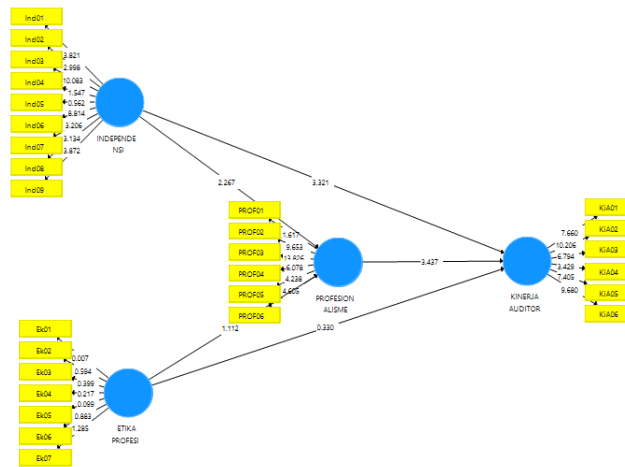 Ind01
Ind02
Ind03
Ind04
Ind05
Ind06
Ind07
Ind08
Ind09
3.821
2.998
10.083
1.547
0.562
8.814
3.206
3.134
3.872
INDEPENDE
NSI
2.267
3.321
PROF01
PROF02
PROF03
PROF04
PROF05
PROF06
1.617
9.653
6.078
4.238
4.605
PROFESION
ALISME
3.437
KIA01
KIA02
KIA03
KIA04
KIA05
KIA06
7.660
10.206
6.794
3.429
7.405
9.680
KINERJA
AUDITOR
1.112
0.330
Ek01
Ek02
Ek03
Ek04
Ek05
Ek06
Ek07
0.007
0.594
0.399
0.217
0.099
0.883
1.285
ETIKA
PROFESI